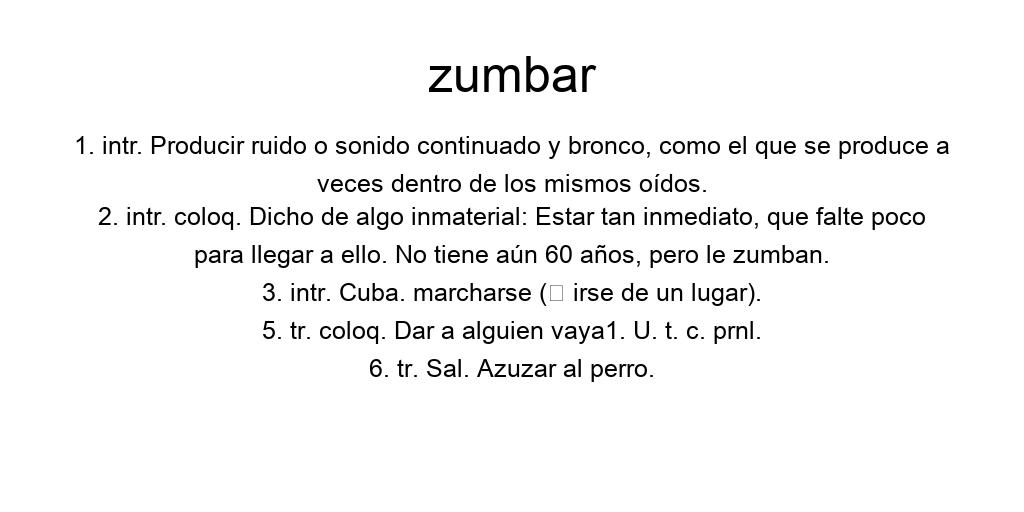 zumbar
1. intr. Producir ruido o sonido continuado y bronco, como el que se produce a
veces dentro de los mismos oídos.
2. intr. coloq. Dicho de algo inmaterial: Estar tan inmediato, que falte poco
para llegar a ello. No tiene aún 60 años, pero le zumban.
3. intr. Cuba. marcharse (□ irse de un lugar).
5. tr. coloq. Dar a alguien vaya1. U. t. c. prnl.
6. tr. Sal. Azuzar al perro.